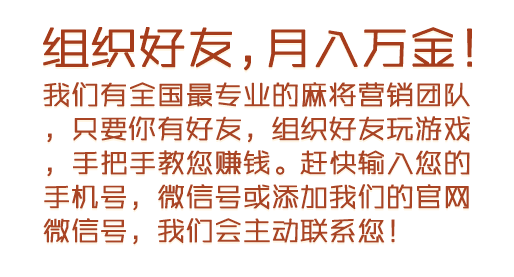 组织好友,月入万金!
我们有全国最专业的麻将营销团队
，只要你有好友，组织好友玩游戏
，手把手教您赚钱。赶快输入您的
手机号，微信号或添加我们的官网
微信号，我们会主动联系您！